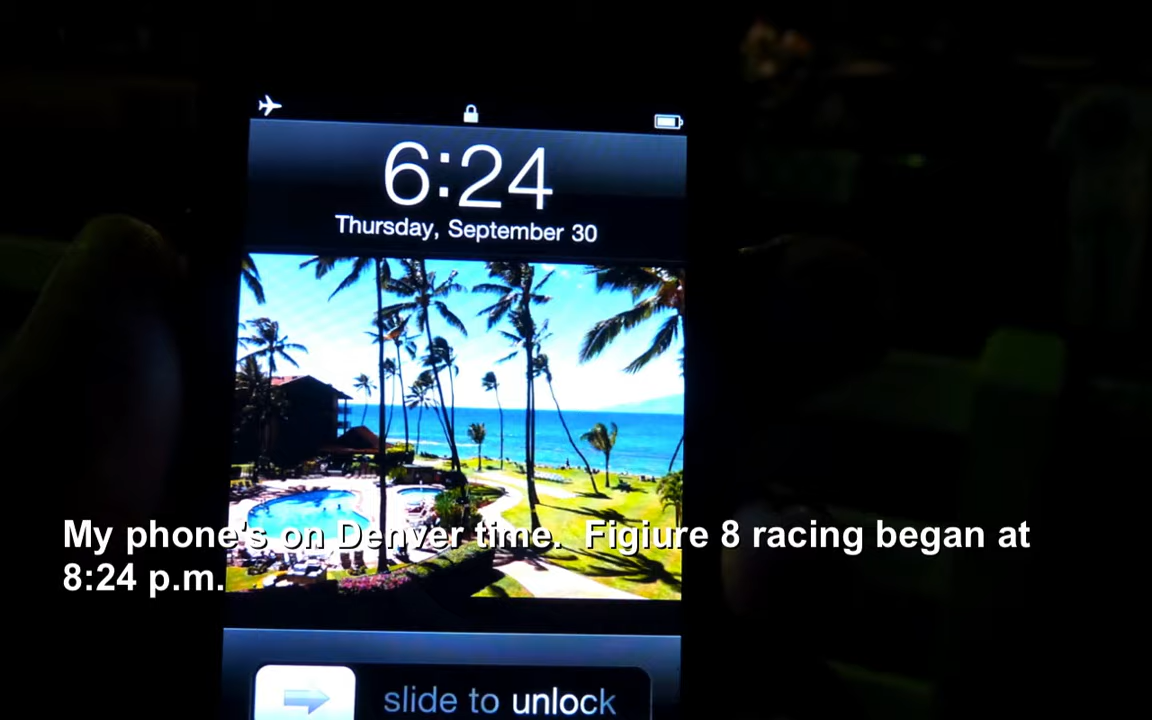 6:24
Thursday, September 30
My phone's on Denver time.  Figiure 8 racing began at
8:24 p.m.
slide to unlock